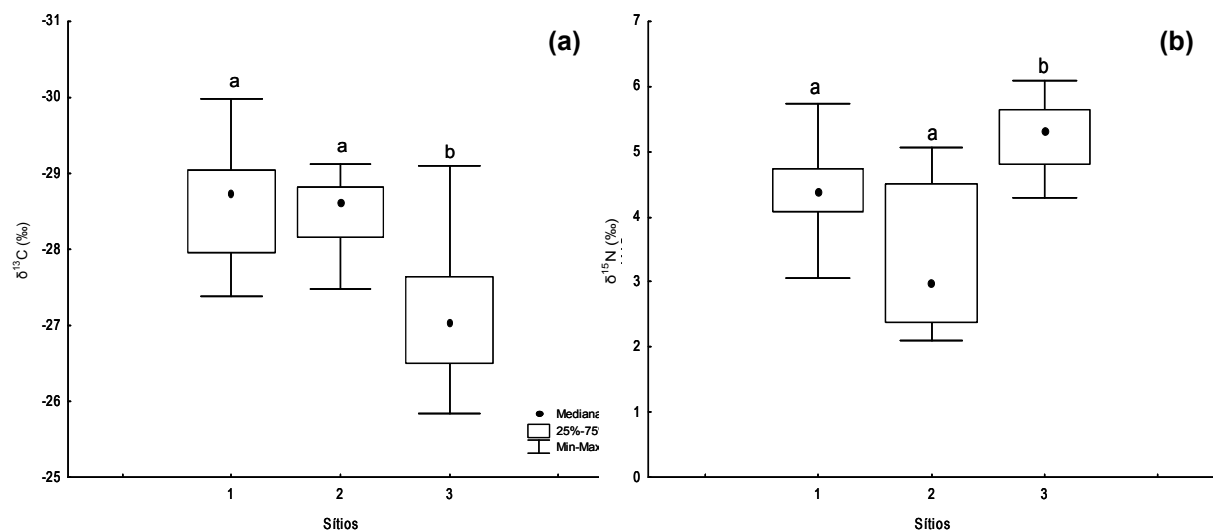 (a)
-31
-30
-29
-28
-27
-26
-25
δ13C (‰)
a
a
b
Mediana
25%-75%
Min-Max
1 2 3
Sítios
(b)
7
6
5
4
3
2
1
0
δ15N (‰)
a
a
b
1 2 3
Sítios